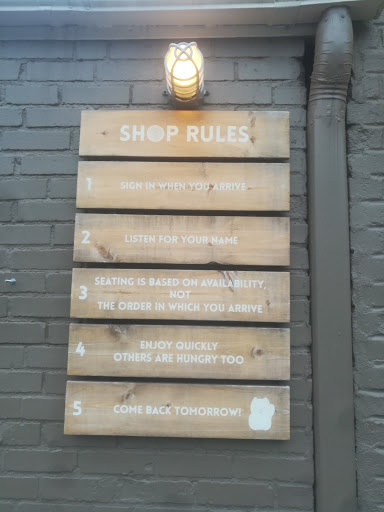 SHOP RULES
1 SIGN IN WHEN YOU ARRIVE
2 LISTEN FOR YOUR NAME
3 SEATING IS BASED ON AVAILABILITY,
NOT
THE ORDER IN WHICH YOU ARRIVE
4 ENJOY QUICKLY
OTHERS ARE HUNGRY TOO
5 COME BACK TOMORROW!